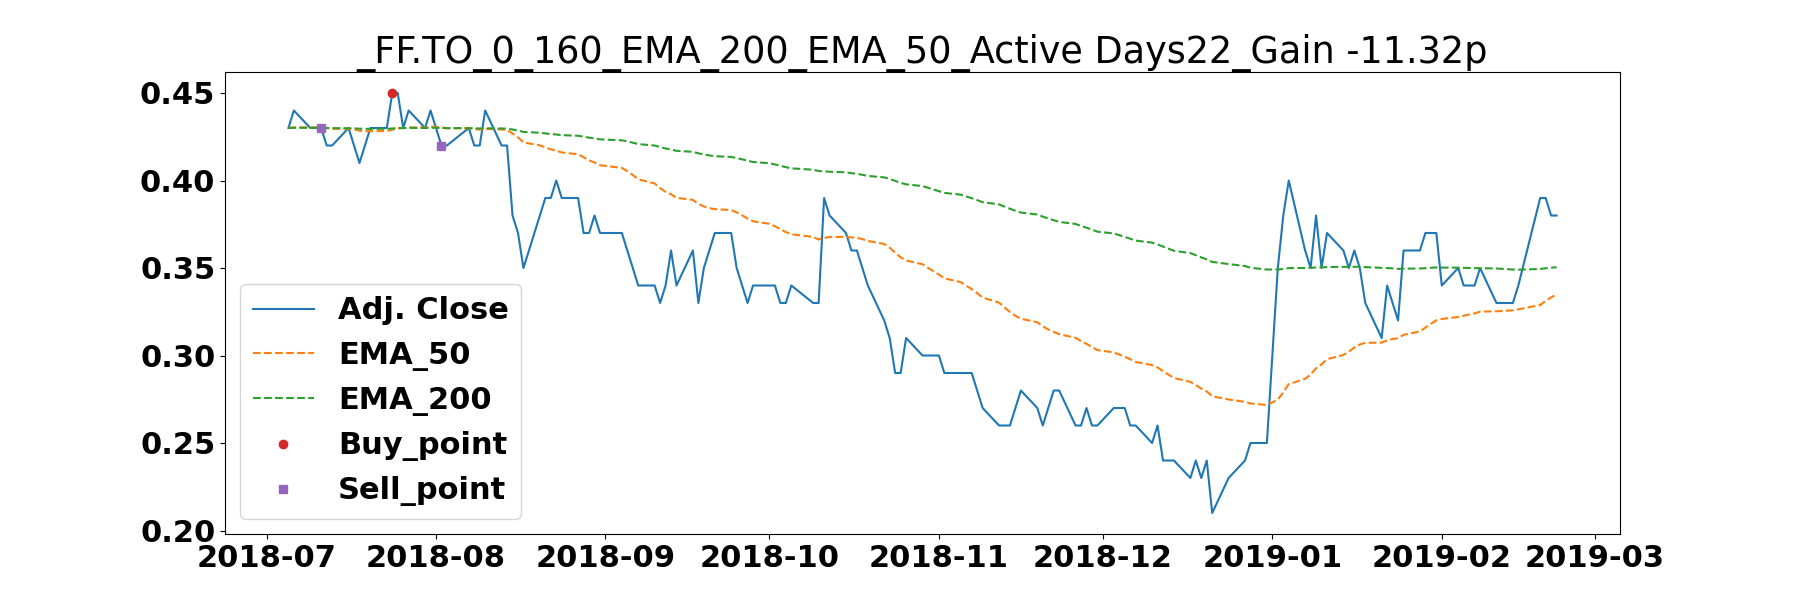 _FF.TO_0_160_EMA_200_EMA_50_Active Days22_Gain -11.32p
0.45
0.40
0.35
0.30
0.25
0.20
Adj. Close
EMA_50
EMA_200
Buy_point
Sell_point
2018-07 2018-08 2018-09 2018-10 2018-11 2018-12 2019-01 2019-02 2019-03